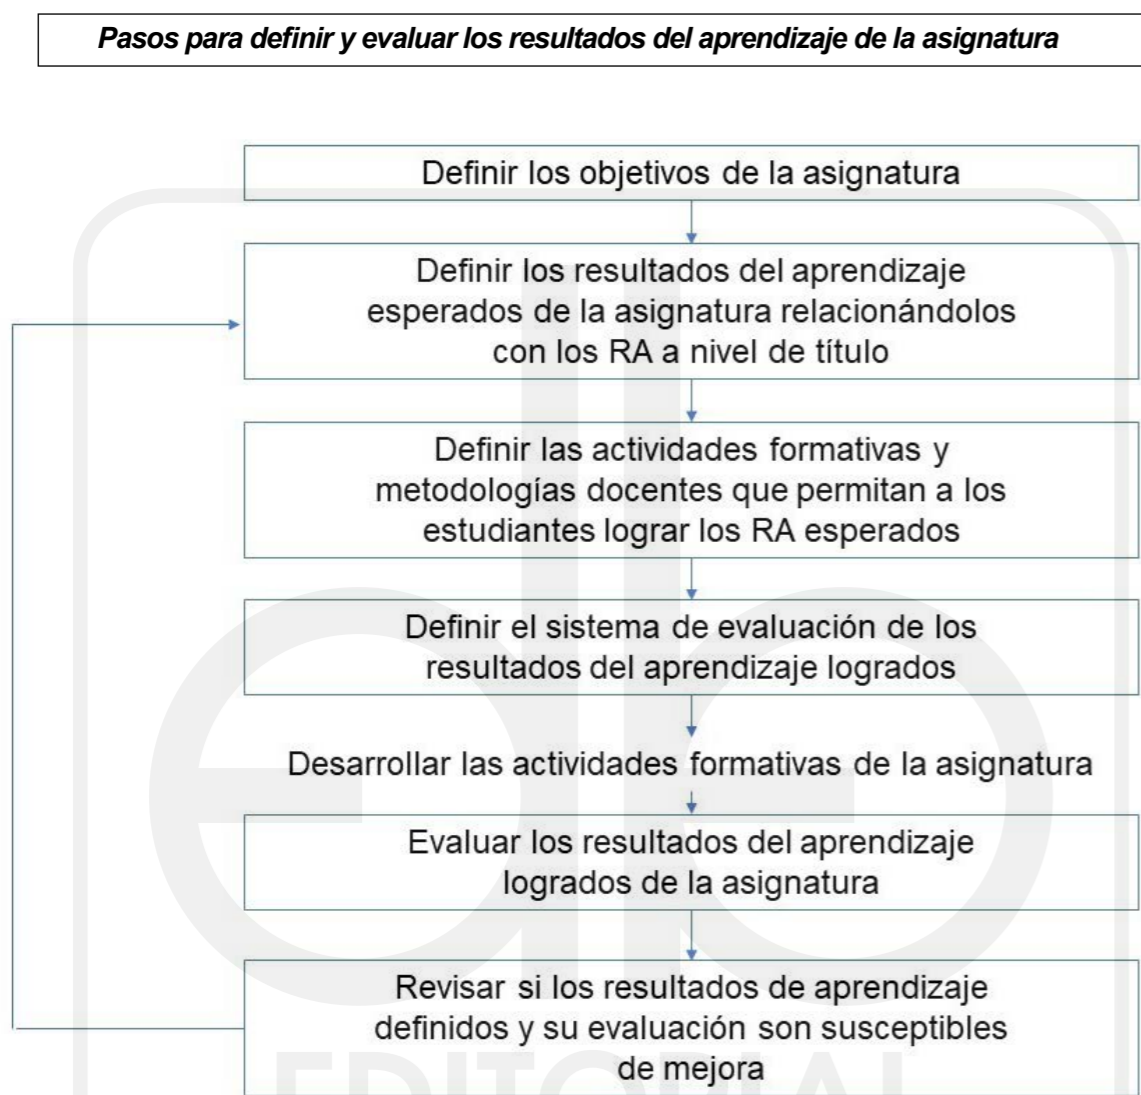 Pasos para definir y evaluar los resultados del aprendizaje de la asignatura
Definir los objetivos de la asignatura
Definir los resultados del aprendizaje
esperados de la asignatura relacionándolos
con los RA a nivel de título
Definir las actividades formativas y
metodologías docentes que permitan a los
estudiantes lograr los RA esperados
Definir el sistema de evaluación de los
resultados del aprendizaje logrados
Desarrollar las actividades formativas de la asignatura
Evaluar los resultados del aprendizaje
logrados de la asignatura
Revisar si los resultados de aprendizaje
definidos y su evaluación son susceptibles
de mejora
EDITORIAL